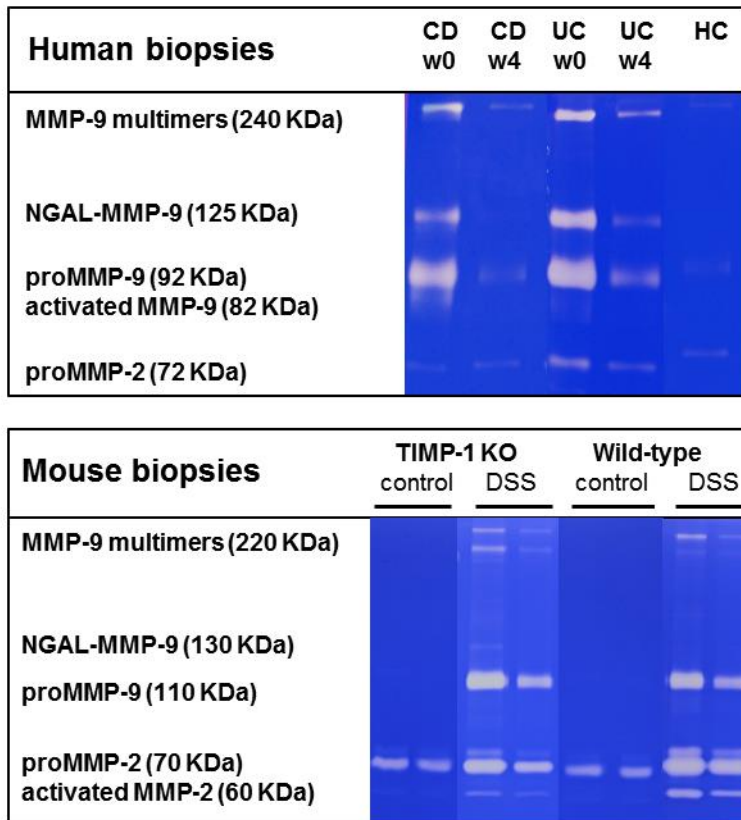 Human biopsies
CD CD UC UC HC
w0 w4 w0 w4
MMP-9 multimers (240 KDa)
NGAL-MMP-9 (125 KDa)
proMMP-9 (92 KDa)
activated MMP-9 (82 KDa)
proMMP-2 (72 KDa)
Mouse biopsies
TIMP-1 KO Wild-type
control DSS control DSS
MMP-9 multimers (220 KDa)
NGAL-MMP-9 (130 KDa)
proMMP-9 (110 KDa)
proMMP-2 (70 KDa)
activated MMP-2 (60 KDa)